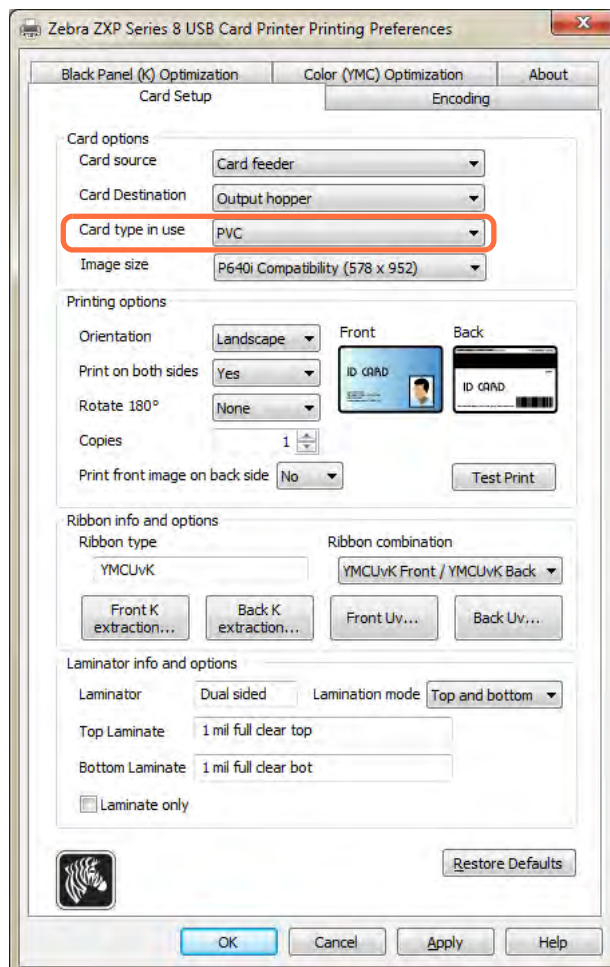 Zebra ZXP Series 8 USB Card Printer Printing Preferences
Black Panel (K) Optimization Color (YMC) Optimization About
Card Setup Encoding
Card options
Card source Card feeder
Card Destination Output hopper
Card type in use PVC
Image size P640i Compatibility (578 x 952)
Printing options
Orientation Landscape Front Back
Print on both sides Yes
ID CARD ID CARD
Rotate 180° None
Copies 1
Print front image on back side No Test Print
Ribbon info and options
Ribbon type Ribbon combination
YMCUvK YMCUvK Front / YMCUvK Back
Front K extraction... Back K extraction... Front Uv... Back Uv...
Laminator info and options
Laminator Dual sided Lamination mode Top and bottom
Top Laminate 1 mil full clear top
Bottom Laminate 1 mil full clear bot
Laminate only
Restore Defaults
OK Cancel Apply Help